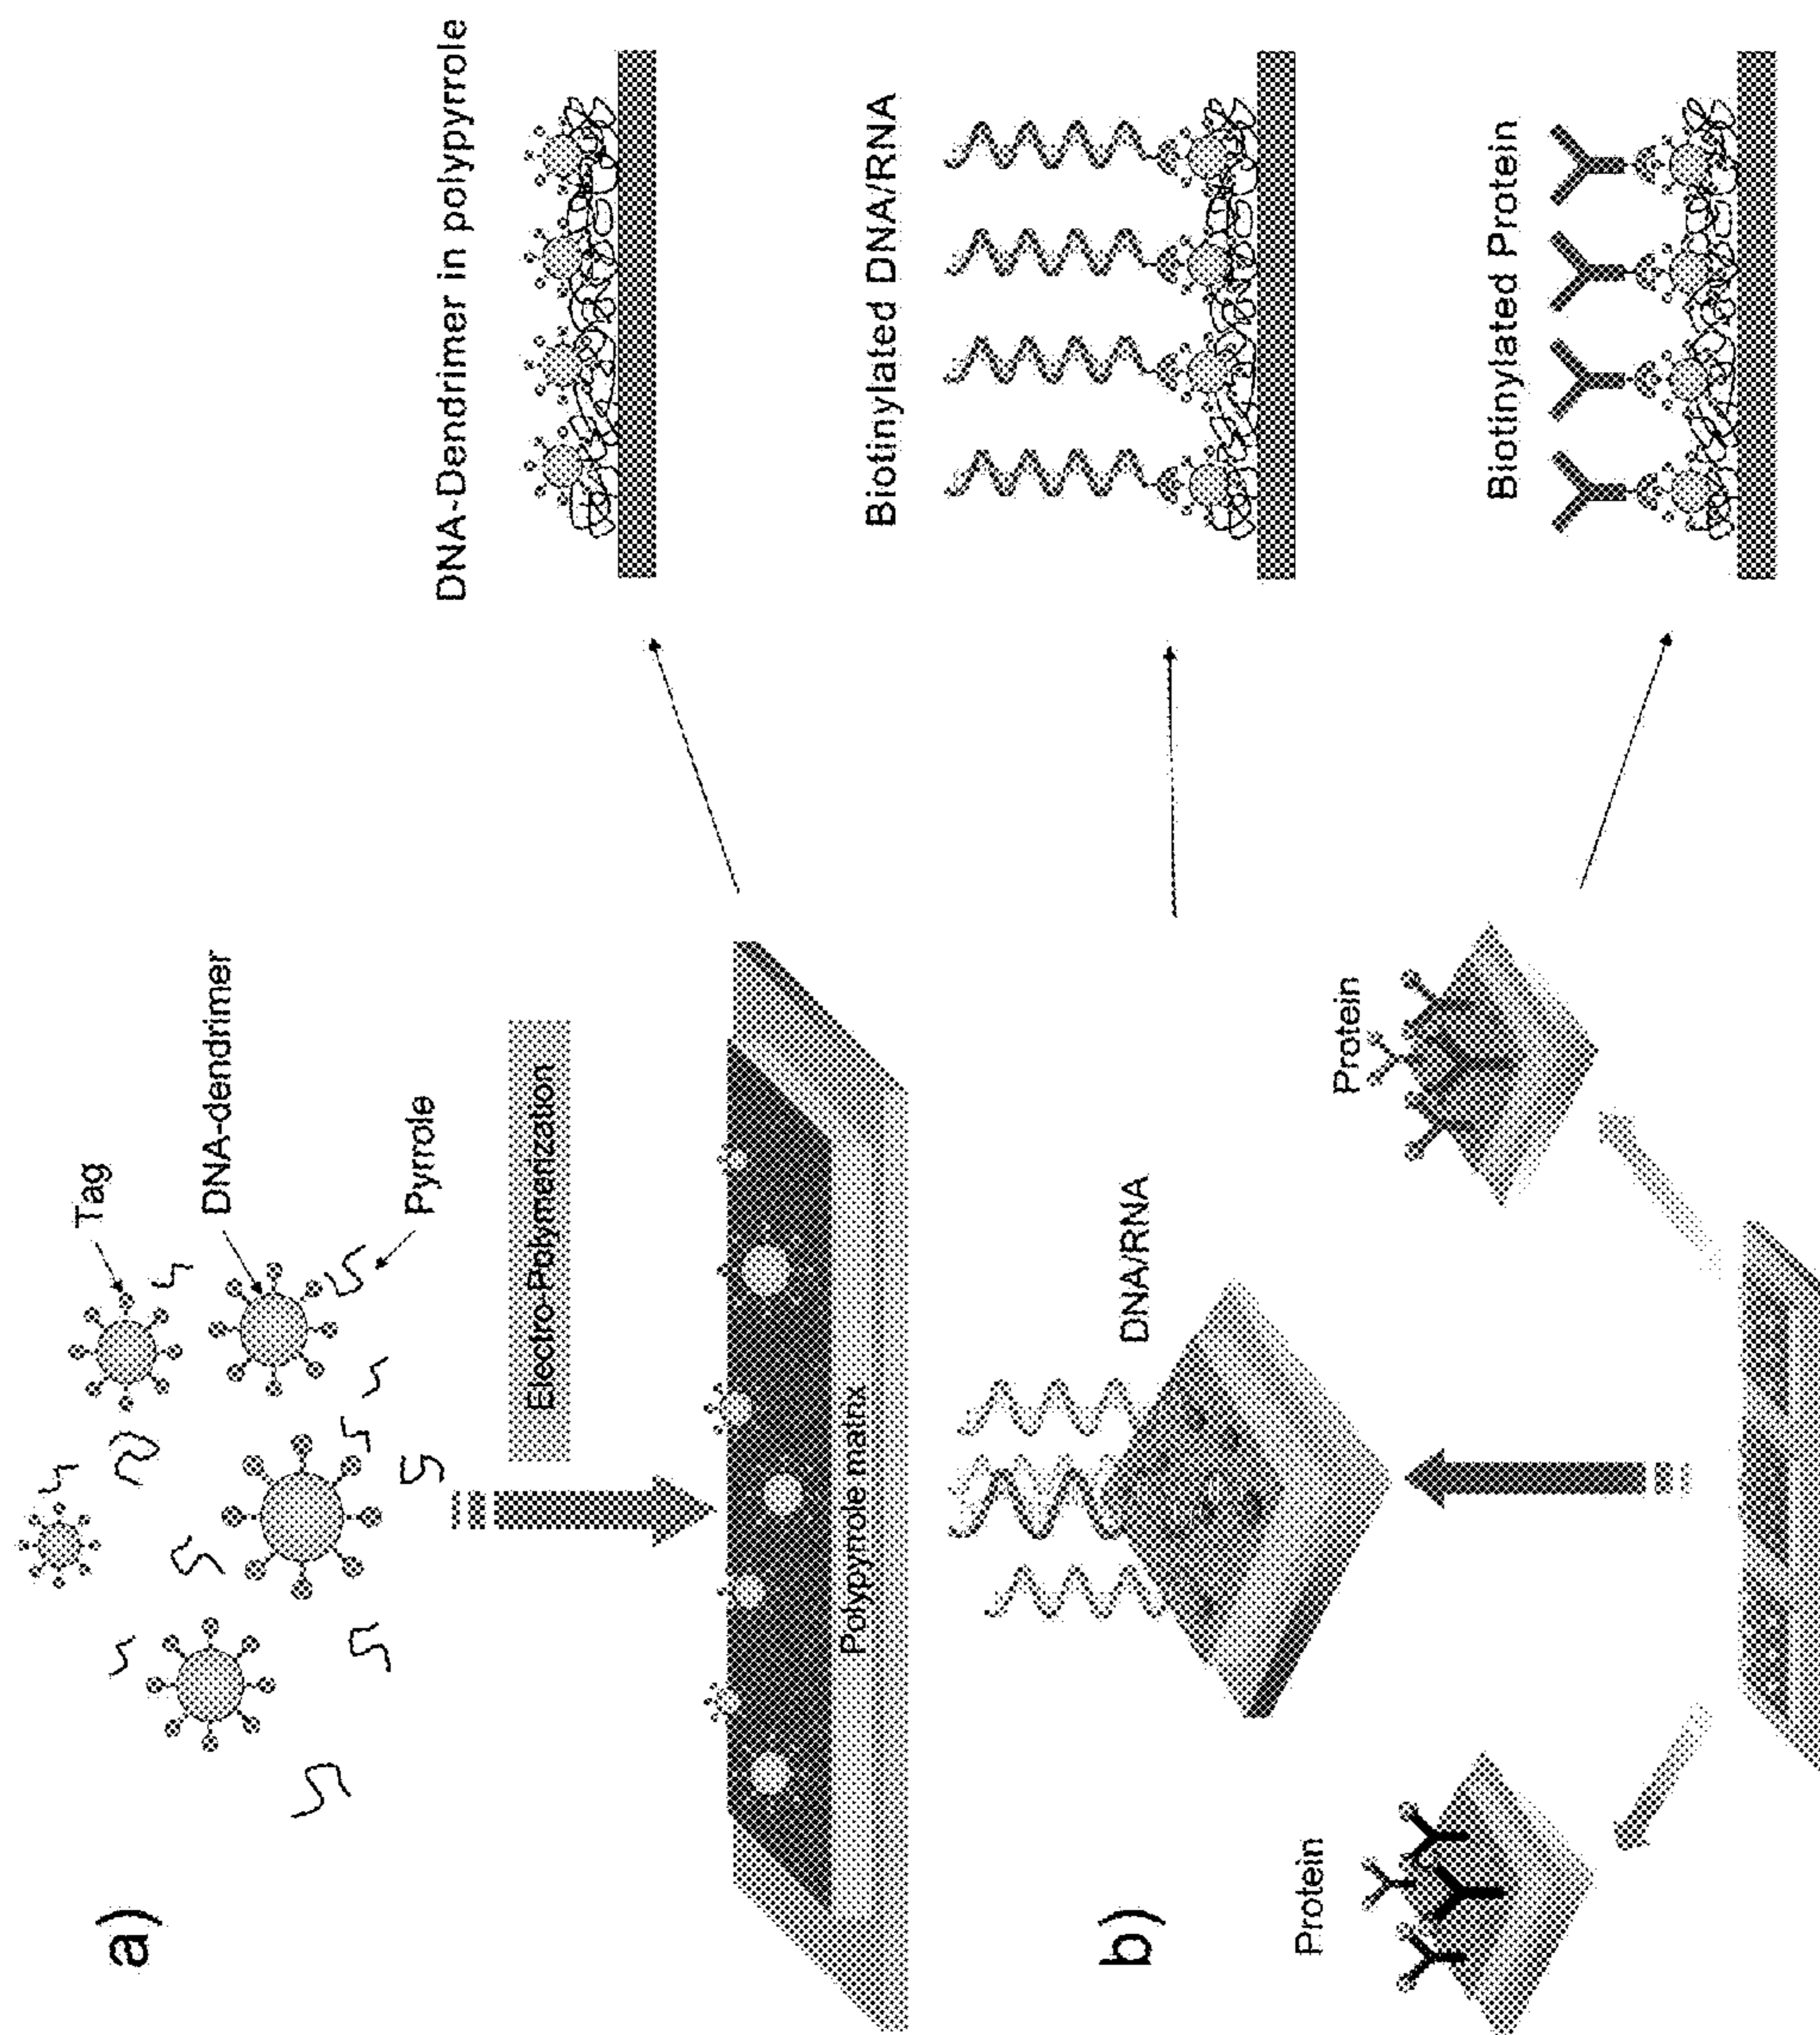 a)
Tag
DNA-dendrimer
Pyrrole
Electro-Polymerization
Polypyrrole matrix
DNA-Dendrimer in polypyrrole
b)
Protein
DNA/RNA
Protein
Biotinylated DNA/RNA
Biotinylated Protein